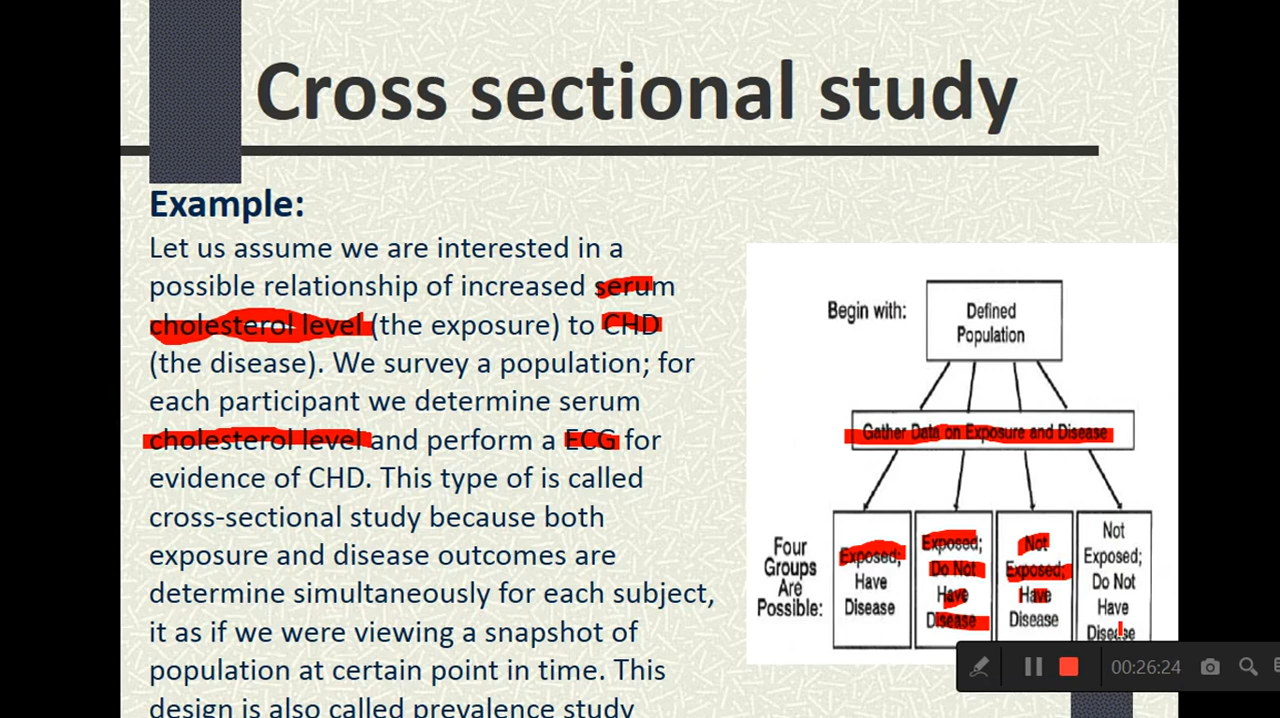 Cross sectional study
Example:
Let us assume we are interested in a
possible relationship of increased serum
cholesterol level (the exposure) to CHD
(the disease). We survey a population; for
each participant we determine serum
cholesterol level and perform a ECG for
evidence of CHD. This type of is called
cross-sectional study because both
exposure and disease outcomes are
determine simultaneously for each subject,
it as if we were viewing a snapshot of
population at certain point in time. This
design is also called prevalence study
Begin with:
Defined
Population
Gather Data on Exposure and Disease
Four
Groups
Are
Possible:
Exposed;
Have
Disease
Exposed;
Do Not
Have
Disease
Not
Exposed;
Have
Disease
Not
Exposed;
Do Not
Have
Disease
00:26:24